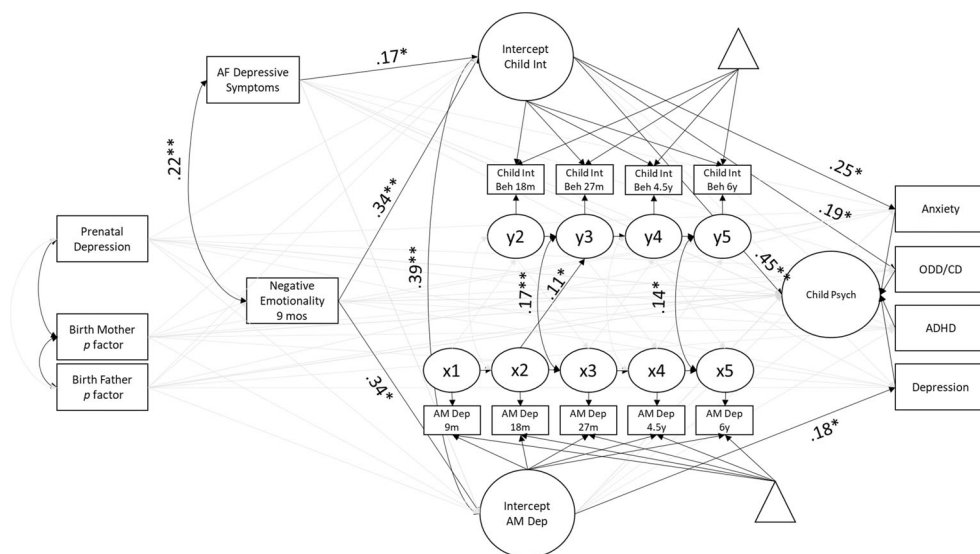 Intercept
Child Int
AF Depressive
Symptoms
.17*
.22**
.34**
.39**
.25*
.19*
.45**
Child Int
Beh 18m
Child Int
Beh 27m
Child Int
Beh 4.5y
Child Int
Beh 6y
Anxiety
ODD/CD
ADHD
Depression
Prenatal
Depression
y2
y3
y4
y5
Child Psych
Negative
Emotionality
9 mos
.17**
.11*
.14*
Birth Mother
p factor
Birth Father
p factor
x1
x2
x3
x4
x5
.34*
AM Dep
9m
AM Dep
18m
AM Dep
27m
AM Dep
4.5y
AM Dep
6y
.18*
Intercept
AM Dep